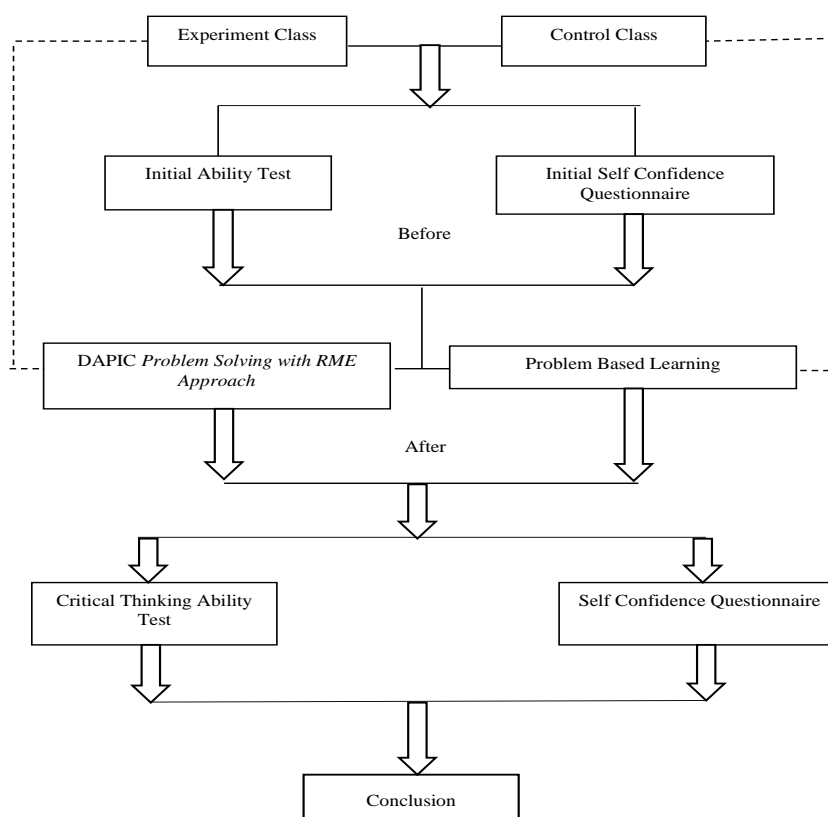 Experiment Class
Control Class
Initial Ability Test
Initial Self Confidence
Questionnaire
Before
DAPIC Problem Solving with RME
Approach
Problem Based Learning
After
Critical Thinking Ability
Test
Self Confidence Questionnaire
Conclusion